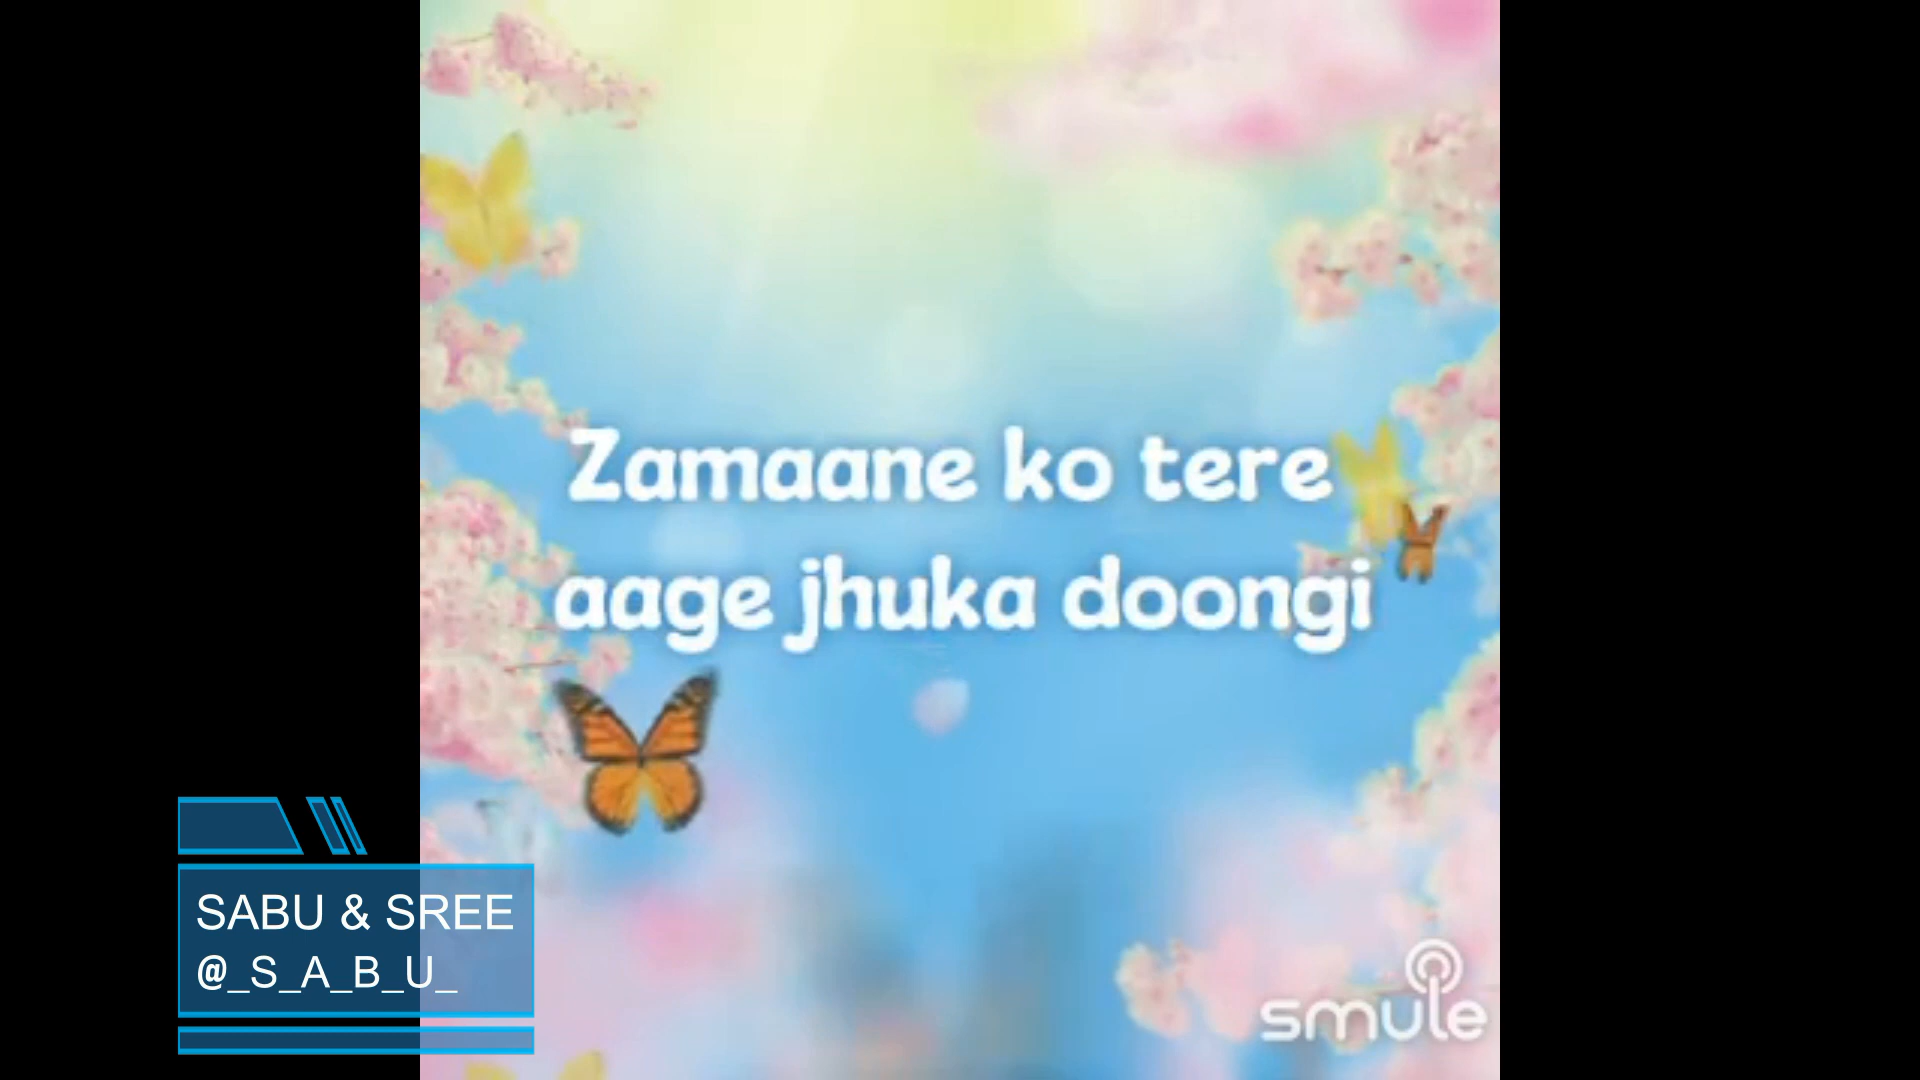 Zamaane ko tere
aage jhuka doongi
SABU & SREE
@_S_A_B_U_
smule